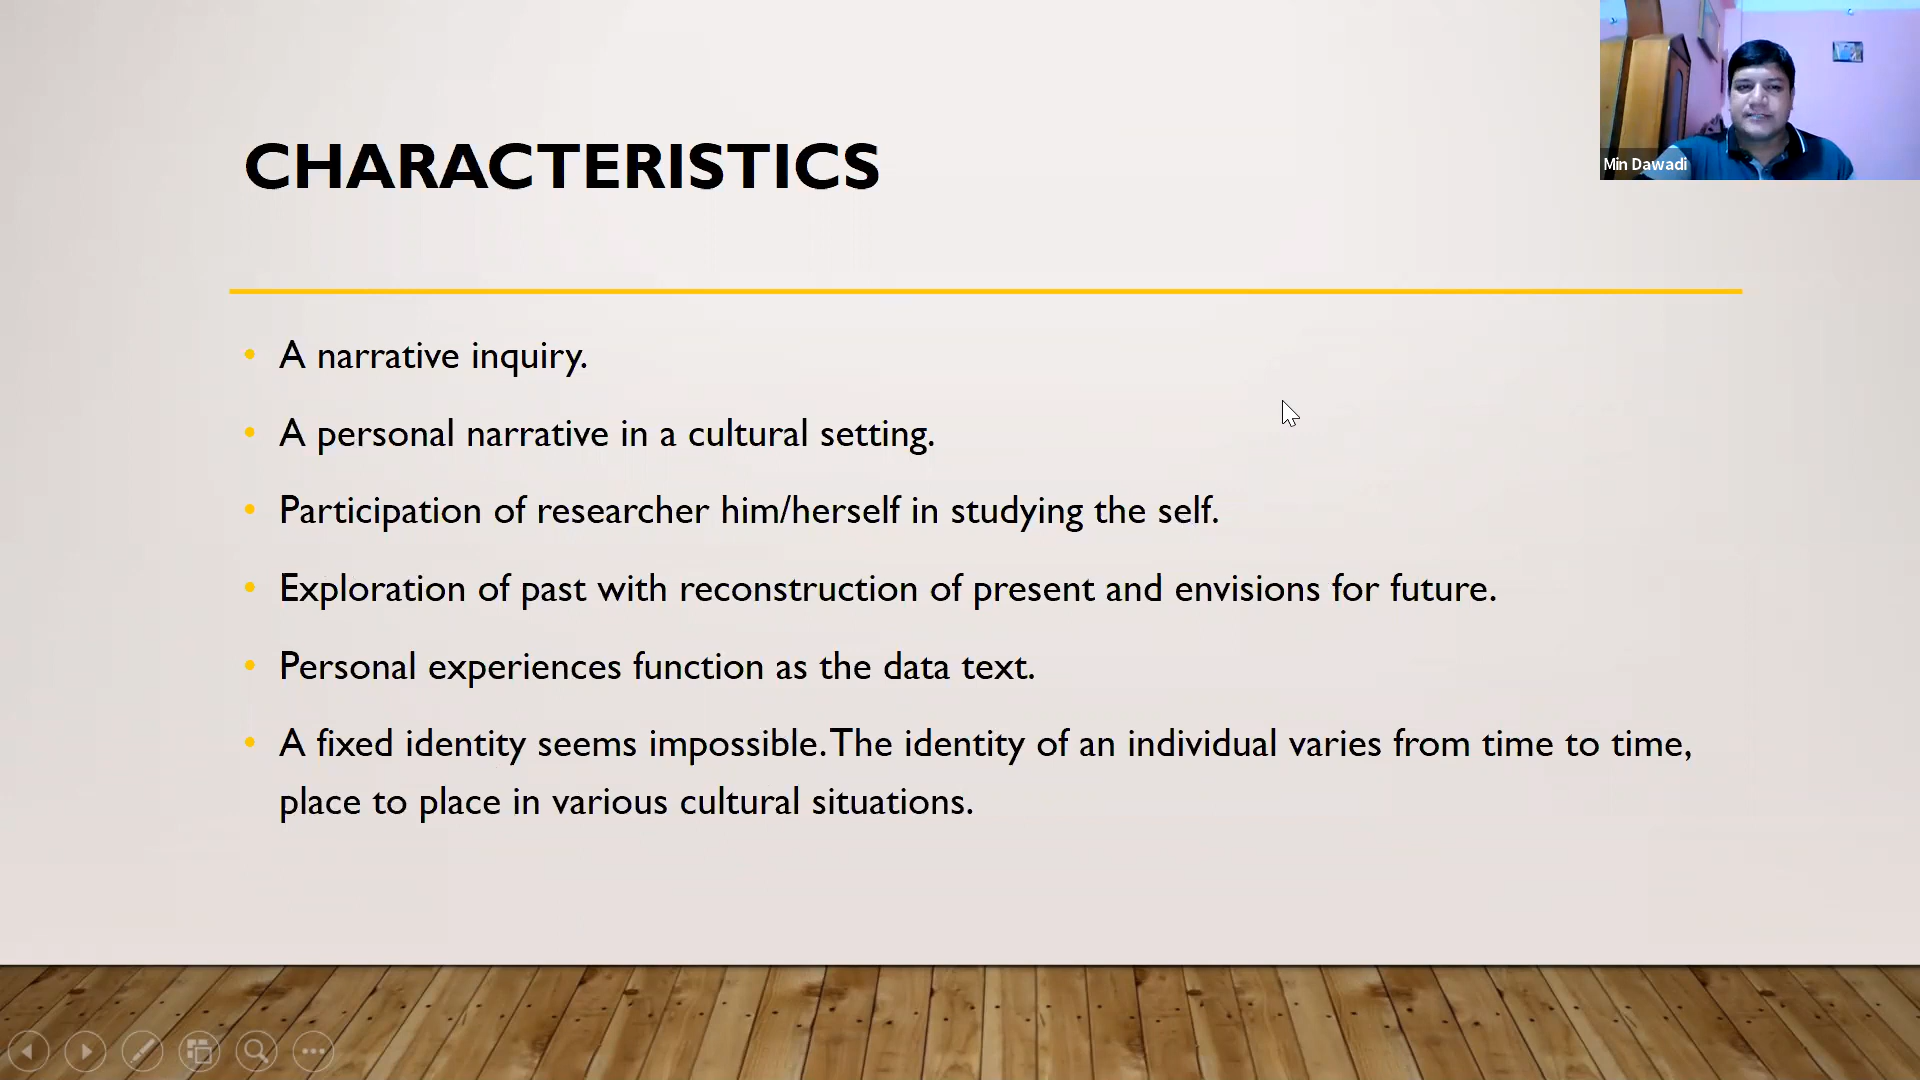 Min Dawadi
CHARACTERISTICS
• A narrative inquiry.
• A personal narrative in a cultural setting.
• Participation of researcher him/herself in studying the self.
• Exploration of past with reconstruction of present and envisions for future.
• Personal experiences function as the data text.
• A fixed identity seems impossible. The identity of an individual varies from time to time,
place to place in various cultural situations.